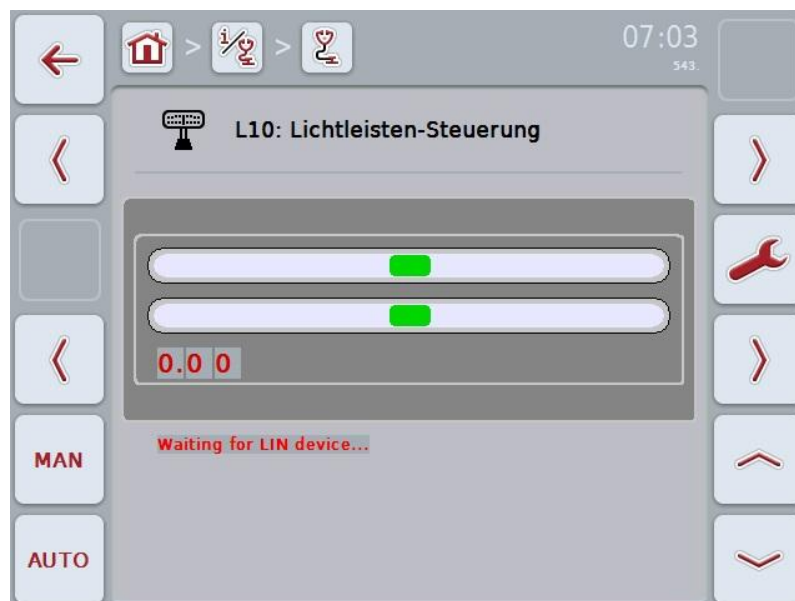 07:03
543.
L10: Lichtleisten-Steuerung
0.0 0
Waiting for LIN device...
MAN
AUTO